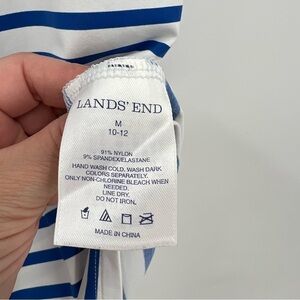 LANDS' END
M
10-12
91% NYLON
9% SPANDEX/ELASTANE
HAND WASH COLD, WASH DARK
COLORS SEPARATELY.
ONLY NON-CHLORINE BLEACH WHEN
NEEDED.
LINE DRY.
DO NOT IRON.
MADE IN CHINA